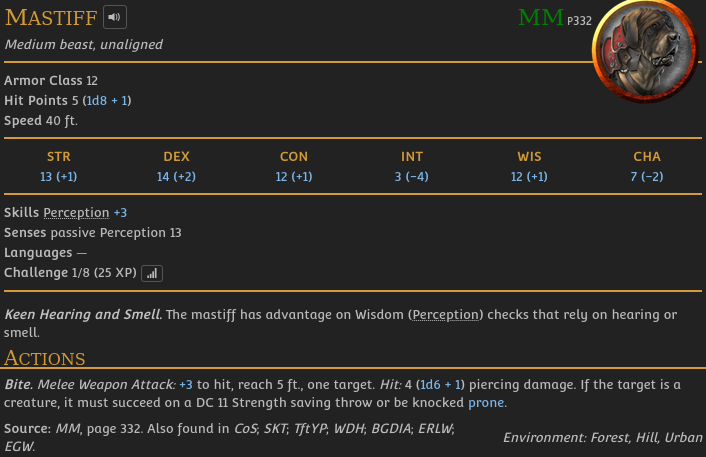 MASTIFF
MM P332
Medium beast, unaligned
Armor Class 12
Hit Points 5 (1d8 + 1)
Speed 40 ft.
STR DEX CON INT WIS CHA
13 (+1) 14 (+2) 12 (+1) 3 (−4) 12 (+1) 7 (−2)
Skills Perception +3
Senses passive Perception 13
Languages —
Challenge 1/8 (25 XP)
Keen Hearing and Smell. The mastiff has advantage on Wisdom (Perception) checks that rely on hearing or
smell.
ACTIONS
Bite. Melee Weapon Attack: +3 to hit, reach 5 ft., one target. Hit: 4 (1d6 + 1) piercing damage. If the target is a
creature, it must succeed on a DC 11 Strength saving throw or be knocked prone.
Source: MM, page 332. Also found in CoS; SKT; TftYP; WDH; BGDIA; ERLW;
EGW.
Environment: Forest, Hill, Urban